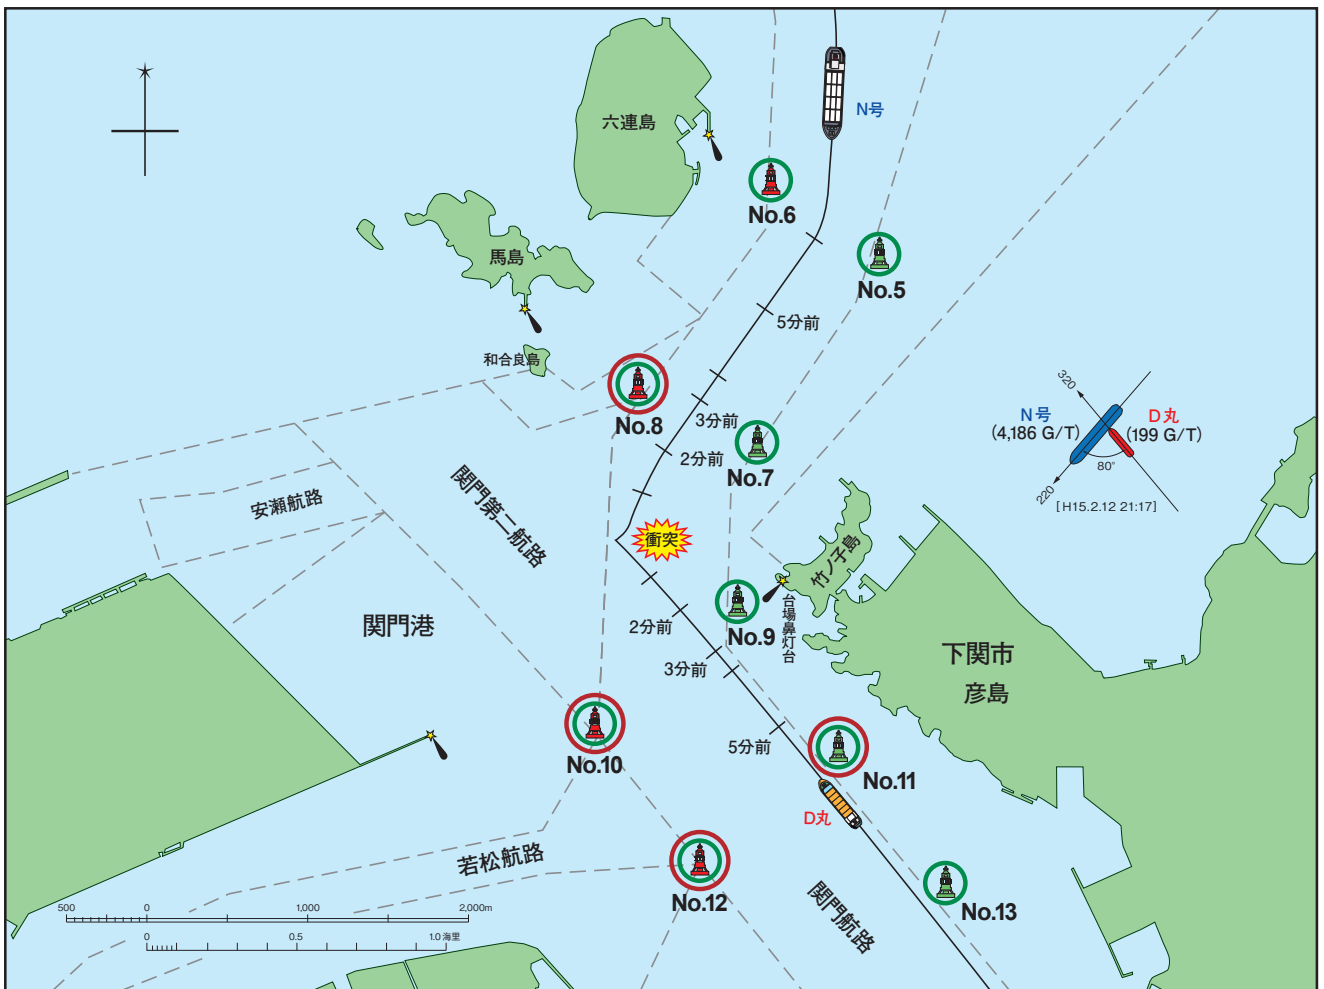 N号
六連島
No.6
馬島
No.5
5分前
和合良島
320
No.8
3分前
N号
(4,186 G/T)
D丸
(199 G/T)
80°
220
[H15.2.12 21:17]
2分前
No.7
関門第二航路
安瀬航路
衝突
竹ノ子島
台場鼻灯台
No.9
2分前
関門港
3分前
下関市
彦島
5分前
No.10
No.11
D丸
若松航路
No.12
関門航路
No.13
500 0 1,000 2,000m
0 0.5 1.0 海里